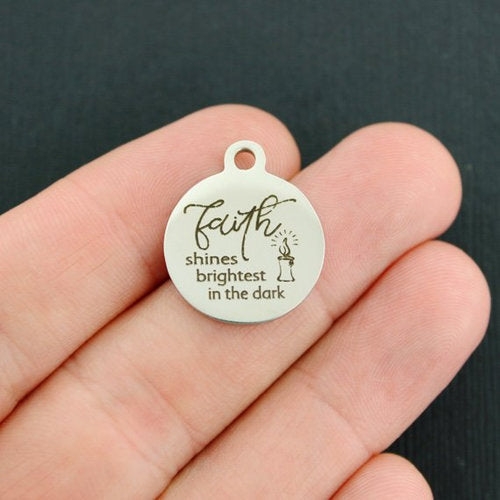 faith
shines
brightest
in the dark